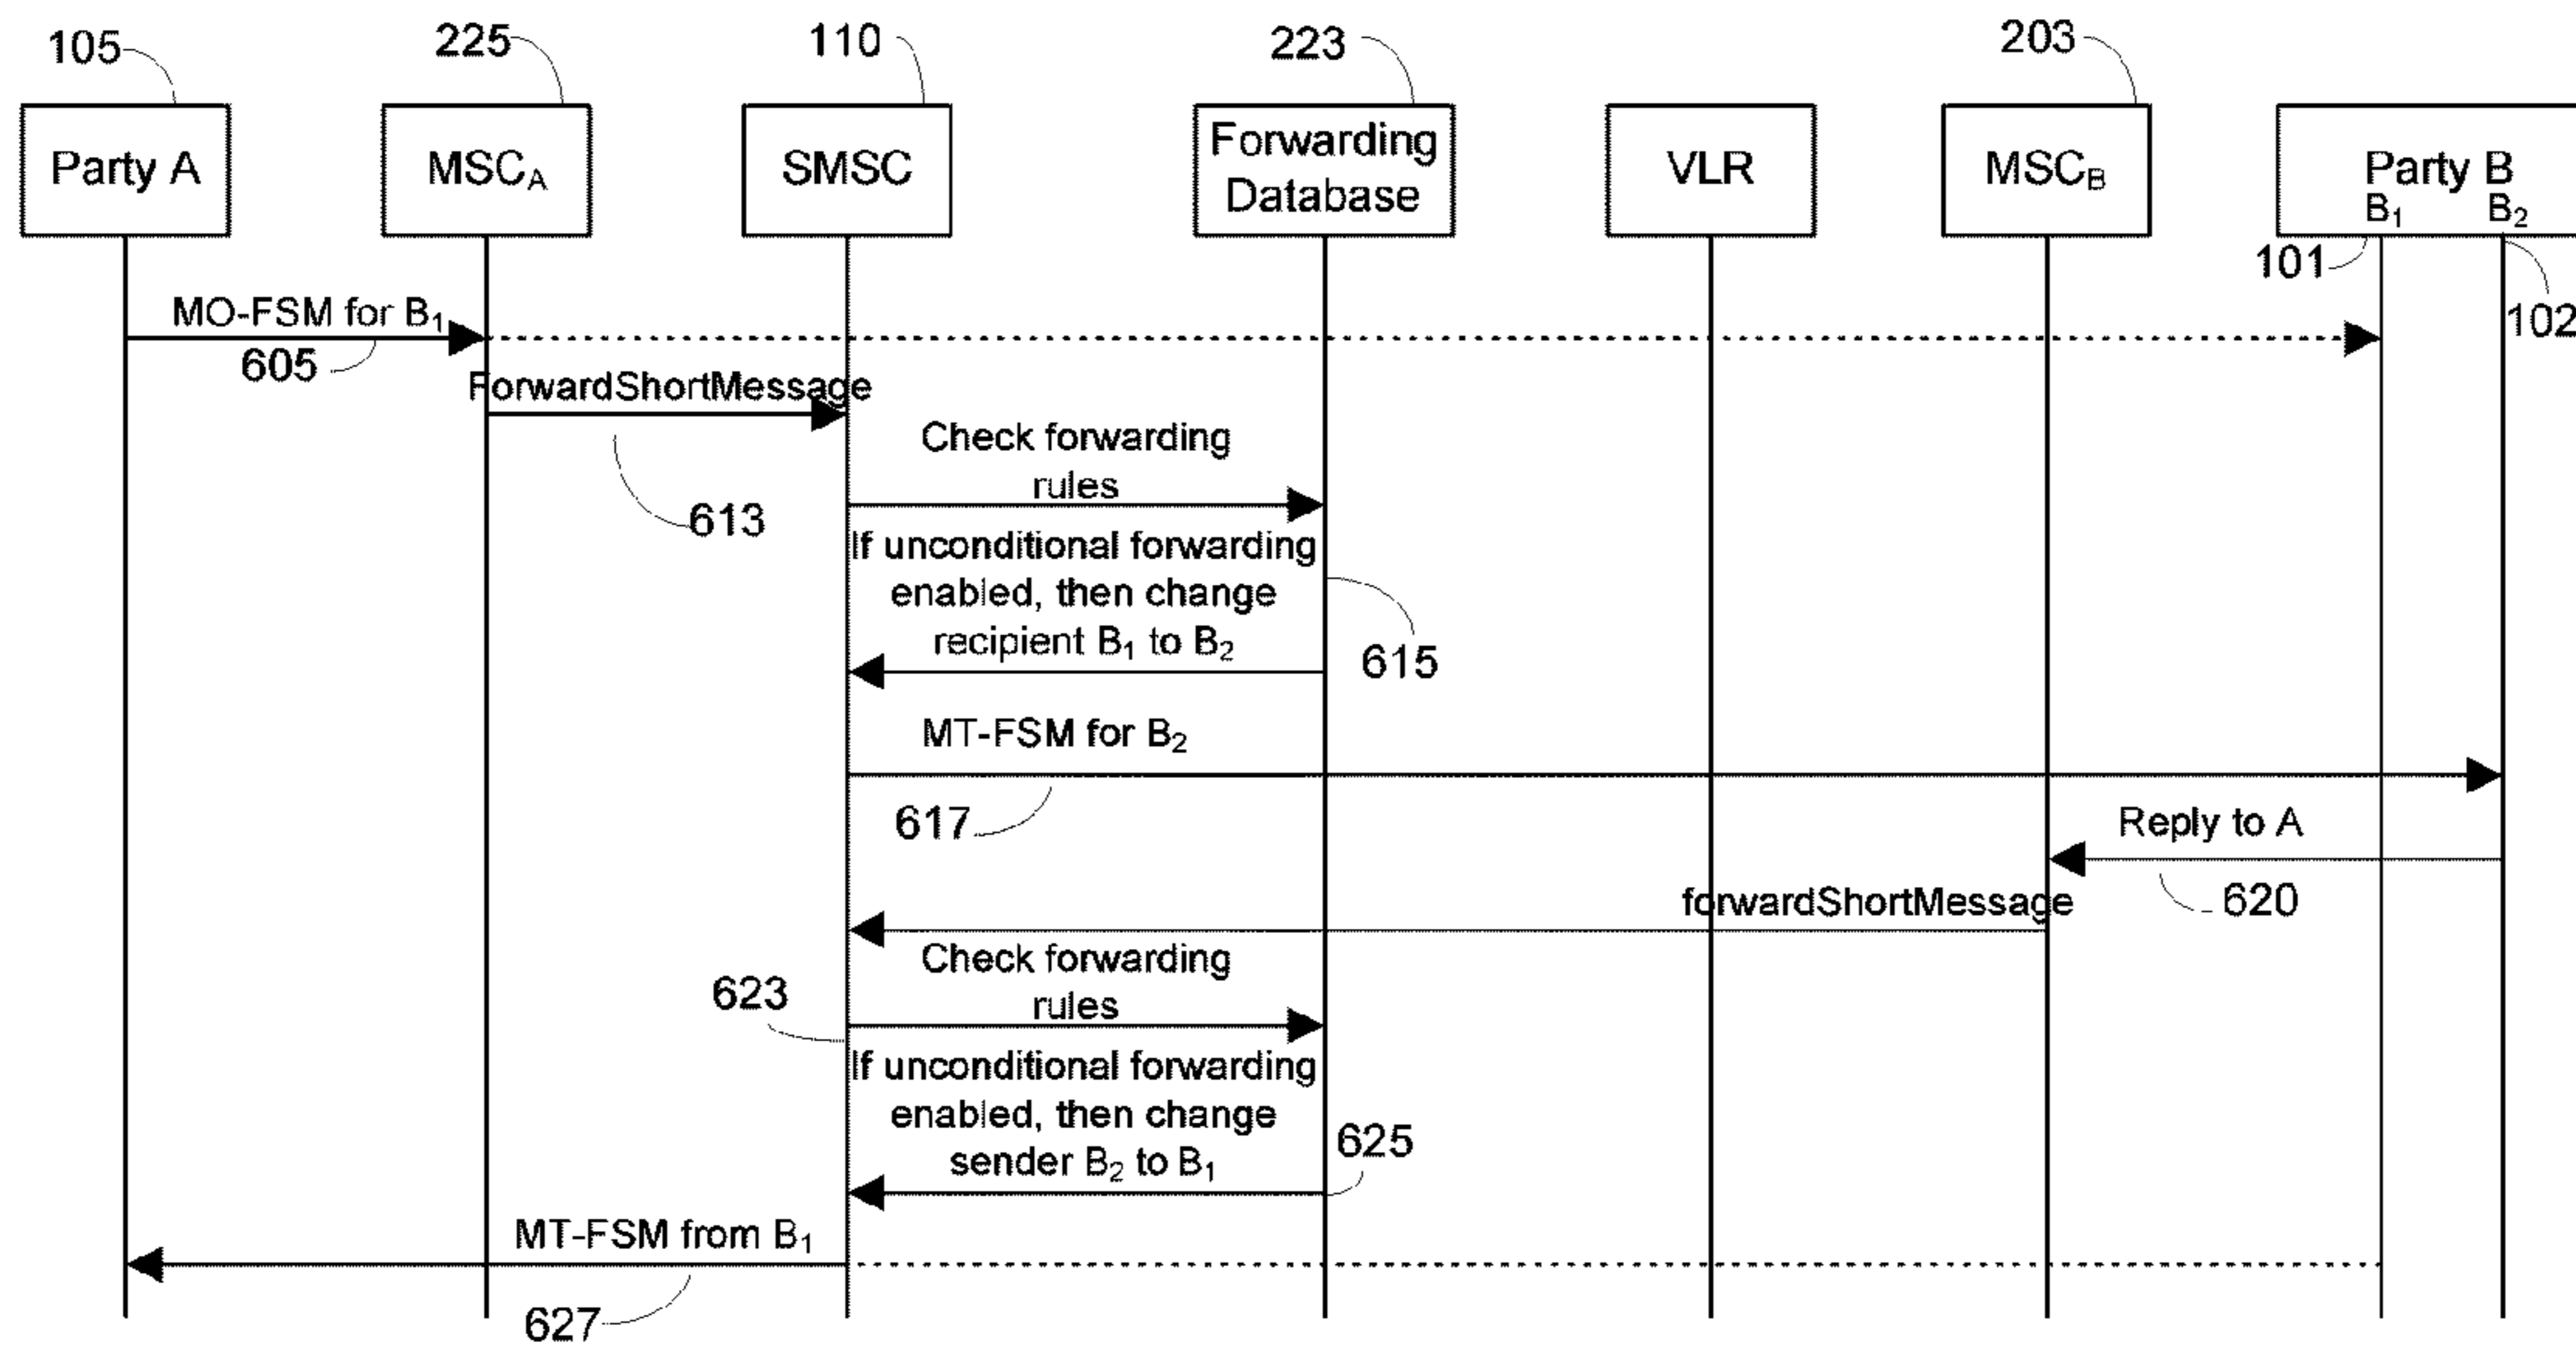 105
225
110
223
203
Party A
MSCA
SMSC
Forwarding
Database
VLR
MSCB
Party B
B1 B2
101
102
MO-FSM for B1
605
ForwardShortMessage
613
Check forwarding
rules
If unconditional forwarding
enabled, then change
recipient B1 to B2
615
MT-FSM for B2
617
Reply to A
620
forwardShortMessage
623
Check forwarding
rules
If unconditional forwarding
enabled, then change
sender B2 to B1
625
MT-FSM from B1
627